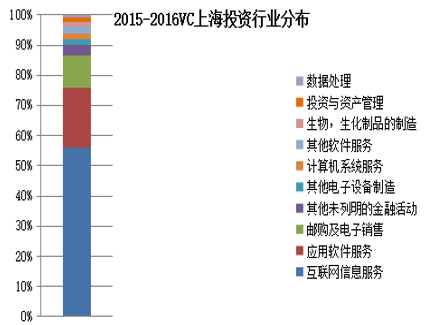 2015-2016VC上海投资行业分布
100%
90%
80%
70%
60%
50%
40%
30%
20%
10%
0%
数据处理
投资与资产管理
生物，生化制品的制造
其他软件服务
计算机系统服务
其他电子设备制造
其他未列明的金融活动
邮购及电子销售
应用软件服务
互联网信息服务